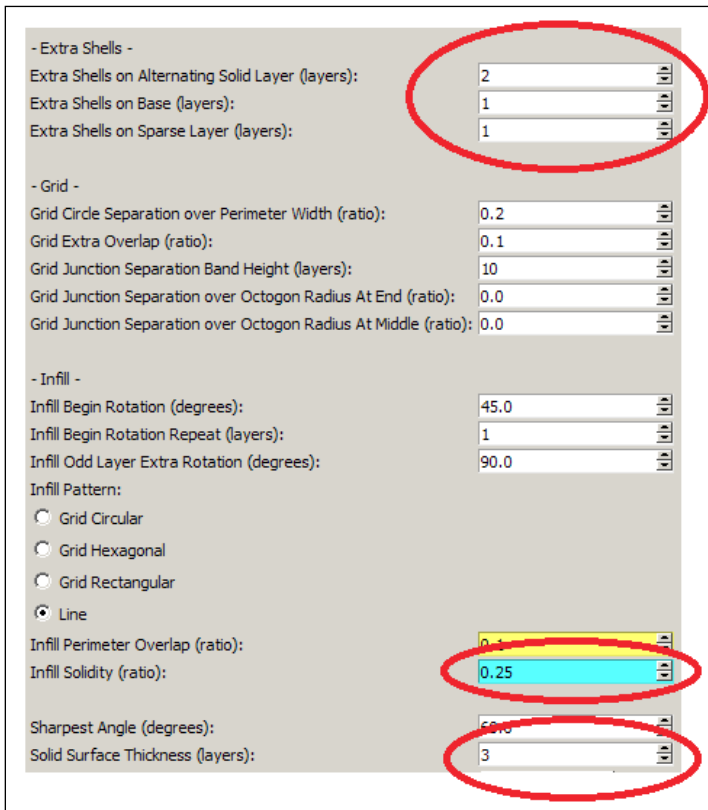 - Extra Shells -
Extra Shells on Alternating Solid Layer (layers): 2
Extra Shells on Base (layers): 1
Extra Shells on Sparse Layer (layers): 1
- Grid -
Grid Circle Separation over Perimeter Width (ratio): 0.2
Grid Extra Overlap (ratio): 0.1
Grid Junction Separation Band Height (layers): 10
Grid Junction Separation over Octogon Radius At End (ratio): 0.0
Grid Junction Separation over Octogon Radius At Middle (ratio): 0.0
- Infill -
Infill Begin Rotation (degrees): 45.0
Infill Begin Rotation Repeat (layers): 1
Infill Odd Layer Extra Rotation (degrees): 90.0
Infill Pattern:
Grid Circular
Grid Hexagonal
Grid Rectangular
Line
Infill Perimeter Overlap (ratio): 0.1
Infill Solidity (ratio): 0.25
Sharpest Angle (degrees): 60.0
Solid Surface Thickness (layers): 3